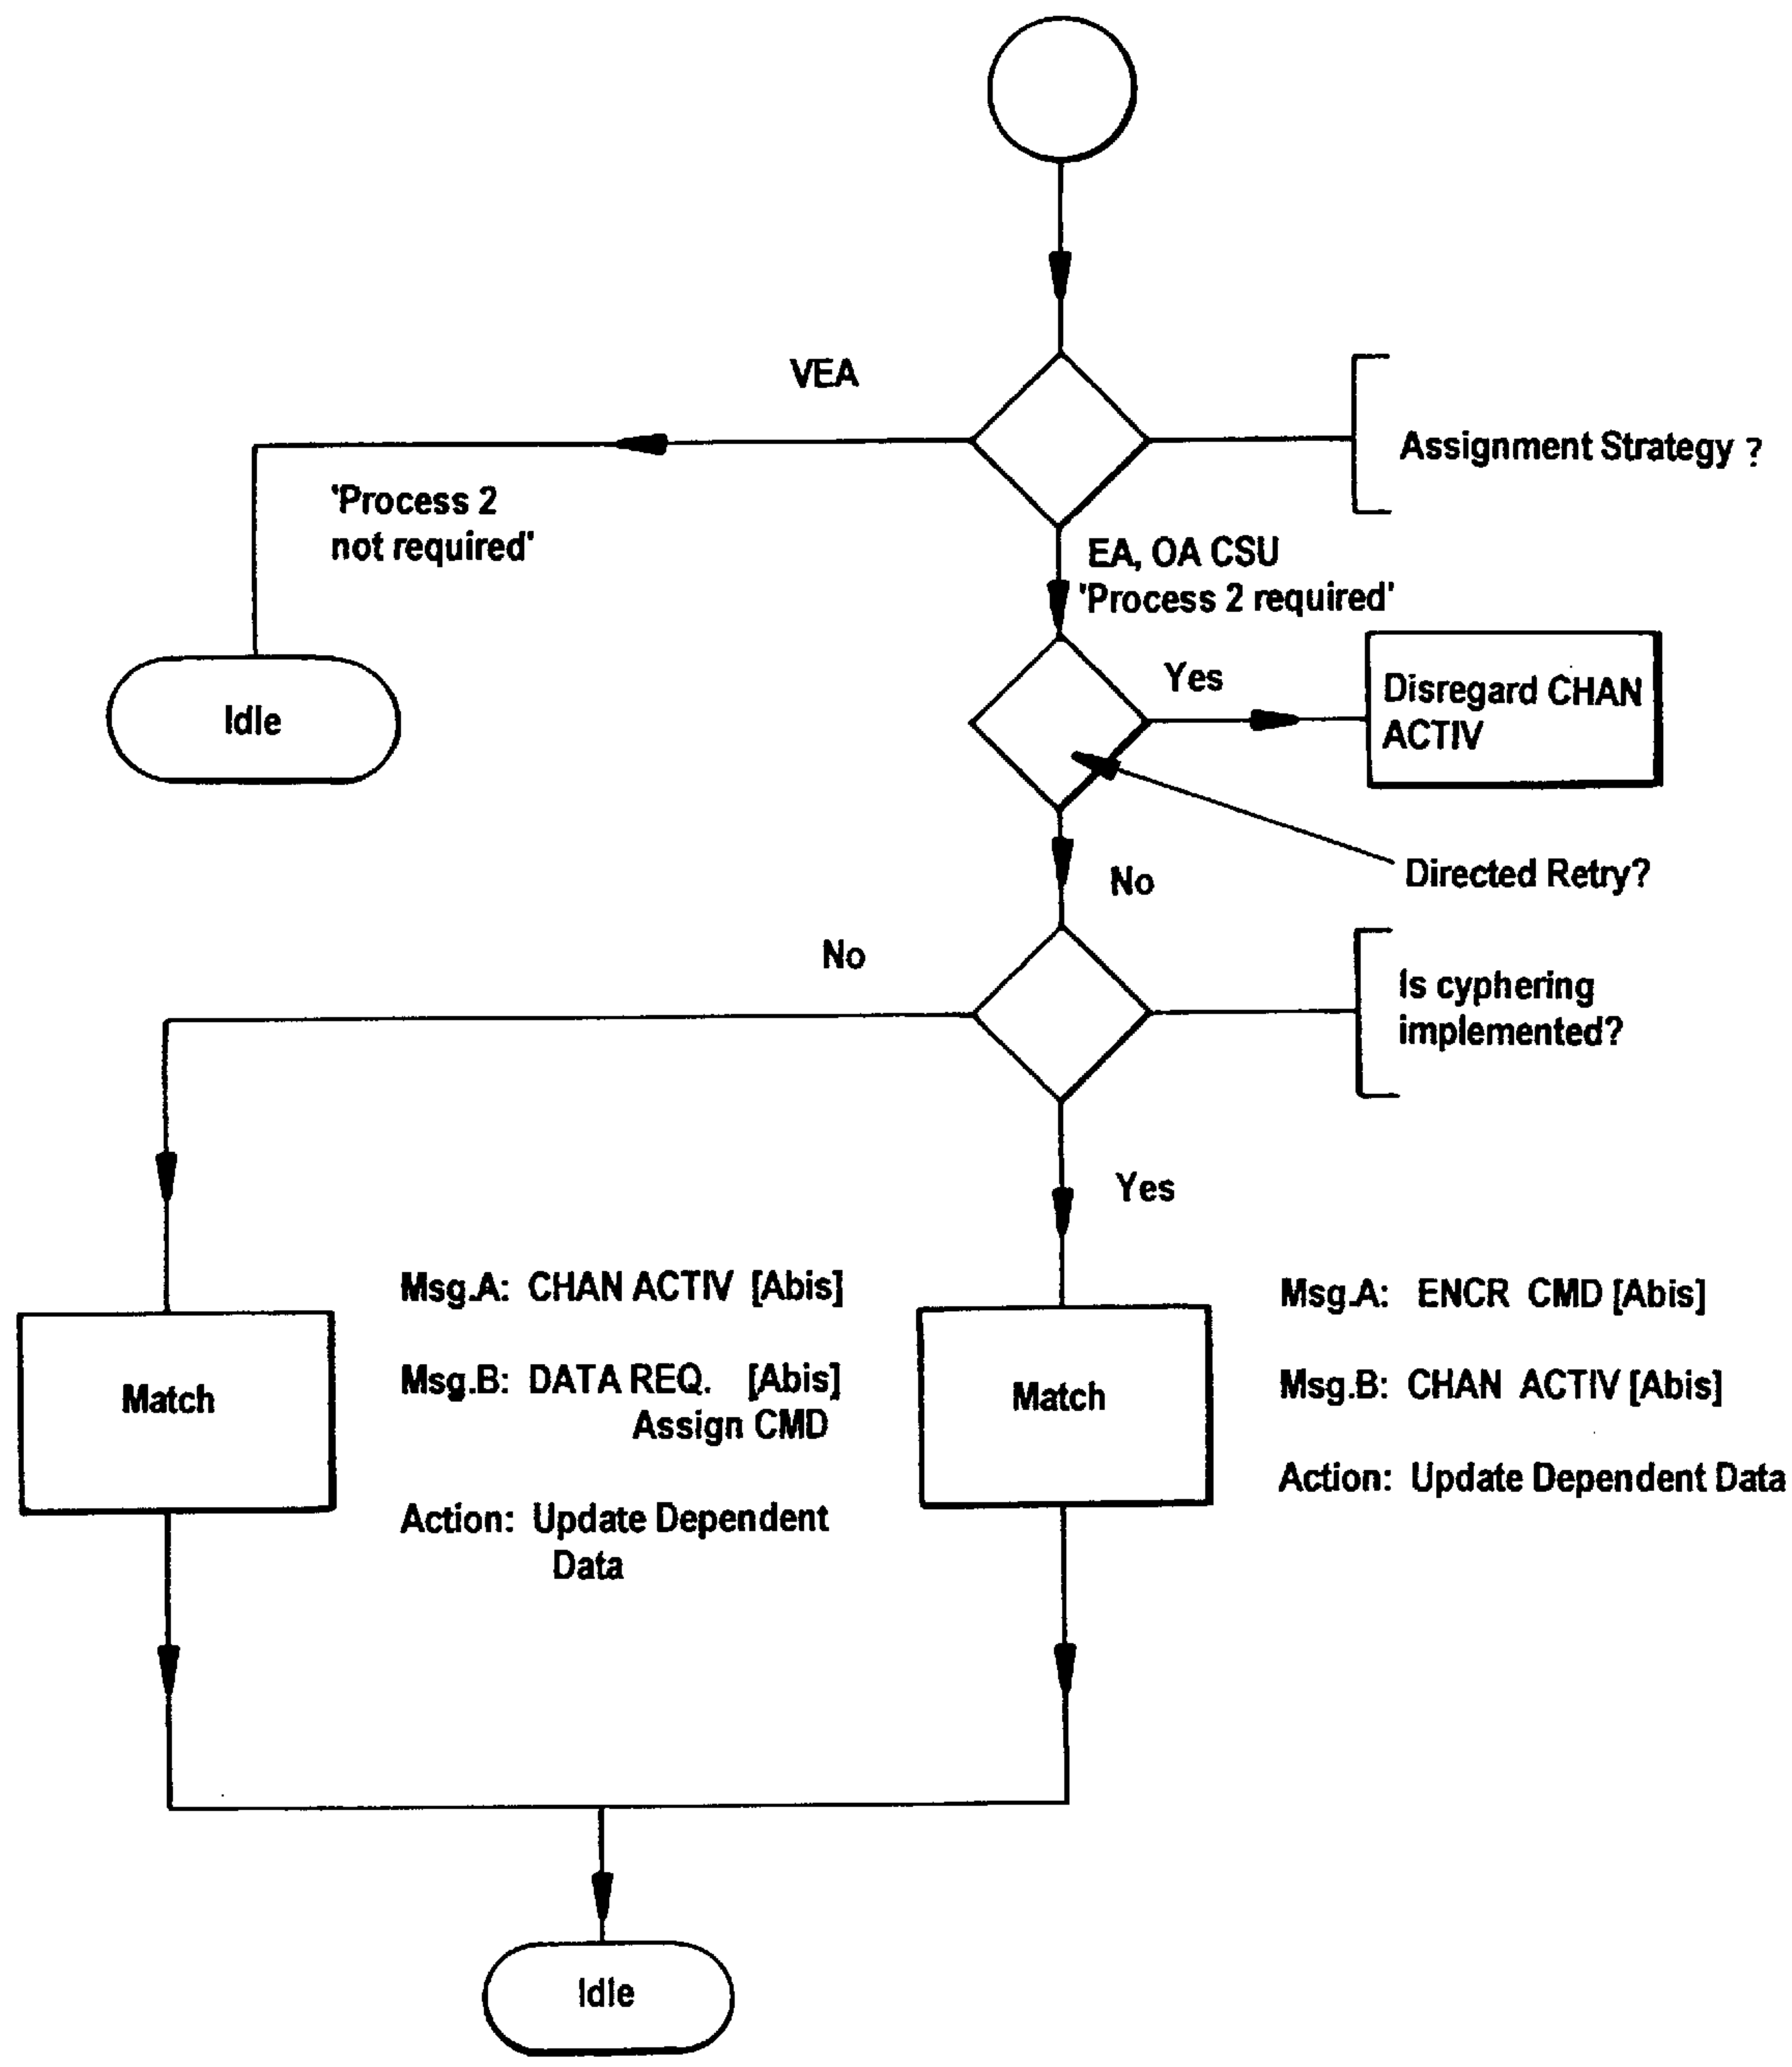 VEA
Assignment Strategy ?
'Process 2
not required'
EA, OA CSU
'Process 2 required'
Idle
Yes
Disregard CHAN
ACTIV
Directed Retry?
No
No
Is cyphering
implemented?
Yes
Match
Msg.A: CHAN ACTIV [Abis]
Msg.B: DATA REQ. [Abis]
Assign CMD
Action: Update Dependent
Data
Match
Msg.A: ENCR CMD [Abis]
Msg.B: CHAN ACTIV [Abis]
Action: Update Dependent Data
Idle